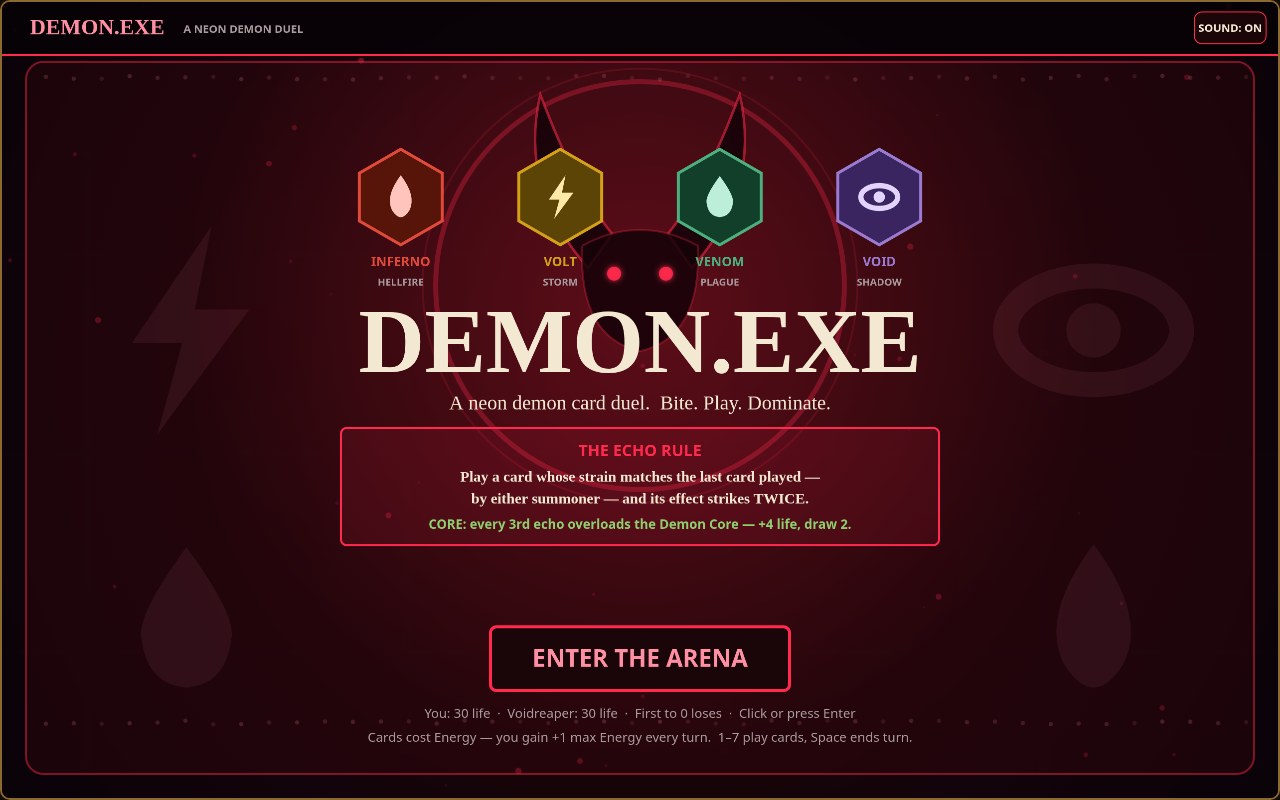 DEMON.EXE
A NEON DEMON DUEL
SOUND: ON
INFERNO
HELLFIRE
VOLT
STORM
VENOM
PLAGUE
VOID
SHADOW
DEMON.EXE
A neon demon card duel.  Bite. Play. Dominate.
THE ECHO RULE
Play a card whose strain matches the last card played —
by either summoner — and its effect strikes TWICE.
CORE: every 3rd echo overloads the Demon Core — +4 life, draw 2.
ENTER THE ARENA
You: 30 life  ·  Voidreaper: 30 life  ·  First to 0 loses  ·  Click or press Enter
Cards cost Energy — you gain +1 max Energy every turn.  1–7 play cards, Space ends turn.